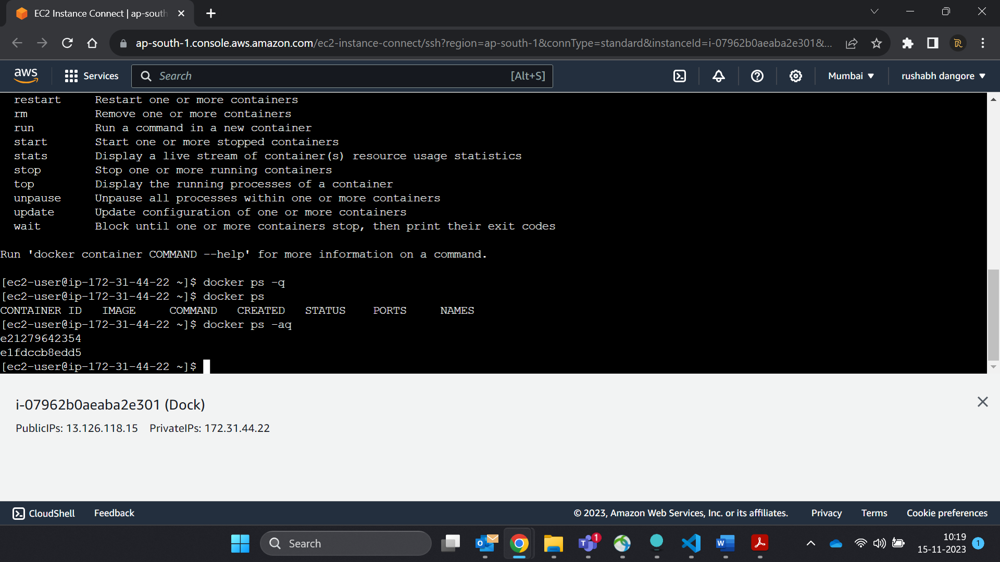 EC2 Instance Connect | ap-south
ap-south-1.console.aws.amazon.com/ec2-instance-connect/ssh?region=ap-south-1&connType=standard&instanceId=i-07962b0aeaba2e301&...
R
aws Services Search [Alt+S] Mumbai rushabh dangore
restart Restart one or more containers
rm Remove one or more containers
run Run a command in a new container
start Start one or more stopped containers
stats Display a live stream of container(s) resource usage statistics
stop Stop one or more running containers
top Display the running processes of a container
unpause Unpause all processes within one or more containers
update Update configuration of one or more containers
wait Block until one or more containers stop, then print their exit codes
Run 'docker container COMMAND --help' for more information on a command.
[ec2-user@ip-172-31-44-22 ~]$ docker ps -q
[ec2-user@ip-172-31-44-22 ~]$ docker ps
CONTAINER ID IMAGE COMMAND CREATED STATUS PORTS NAMES
[ec2-user@ip-172-31-44-22 ~]$ docker ps -aq
e21279642354
e1fdccb8edd5
[ec2-user@ip-172-31-44-22 ~]$
i-07962b0aeaba2e301 (Dock)
PublicIPs: 13.126.118.15 PrivateIPs: 172.31.44.22
CloudShell Feedback © 2023, Amazon Web Services, Inc. or its affiliates. Privacy Terms Cookie preferences
Search
1
10:19
15-11-2023
1